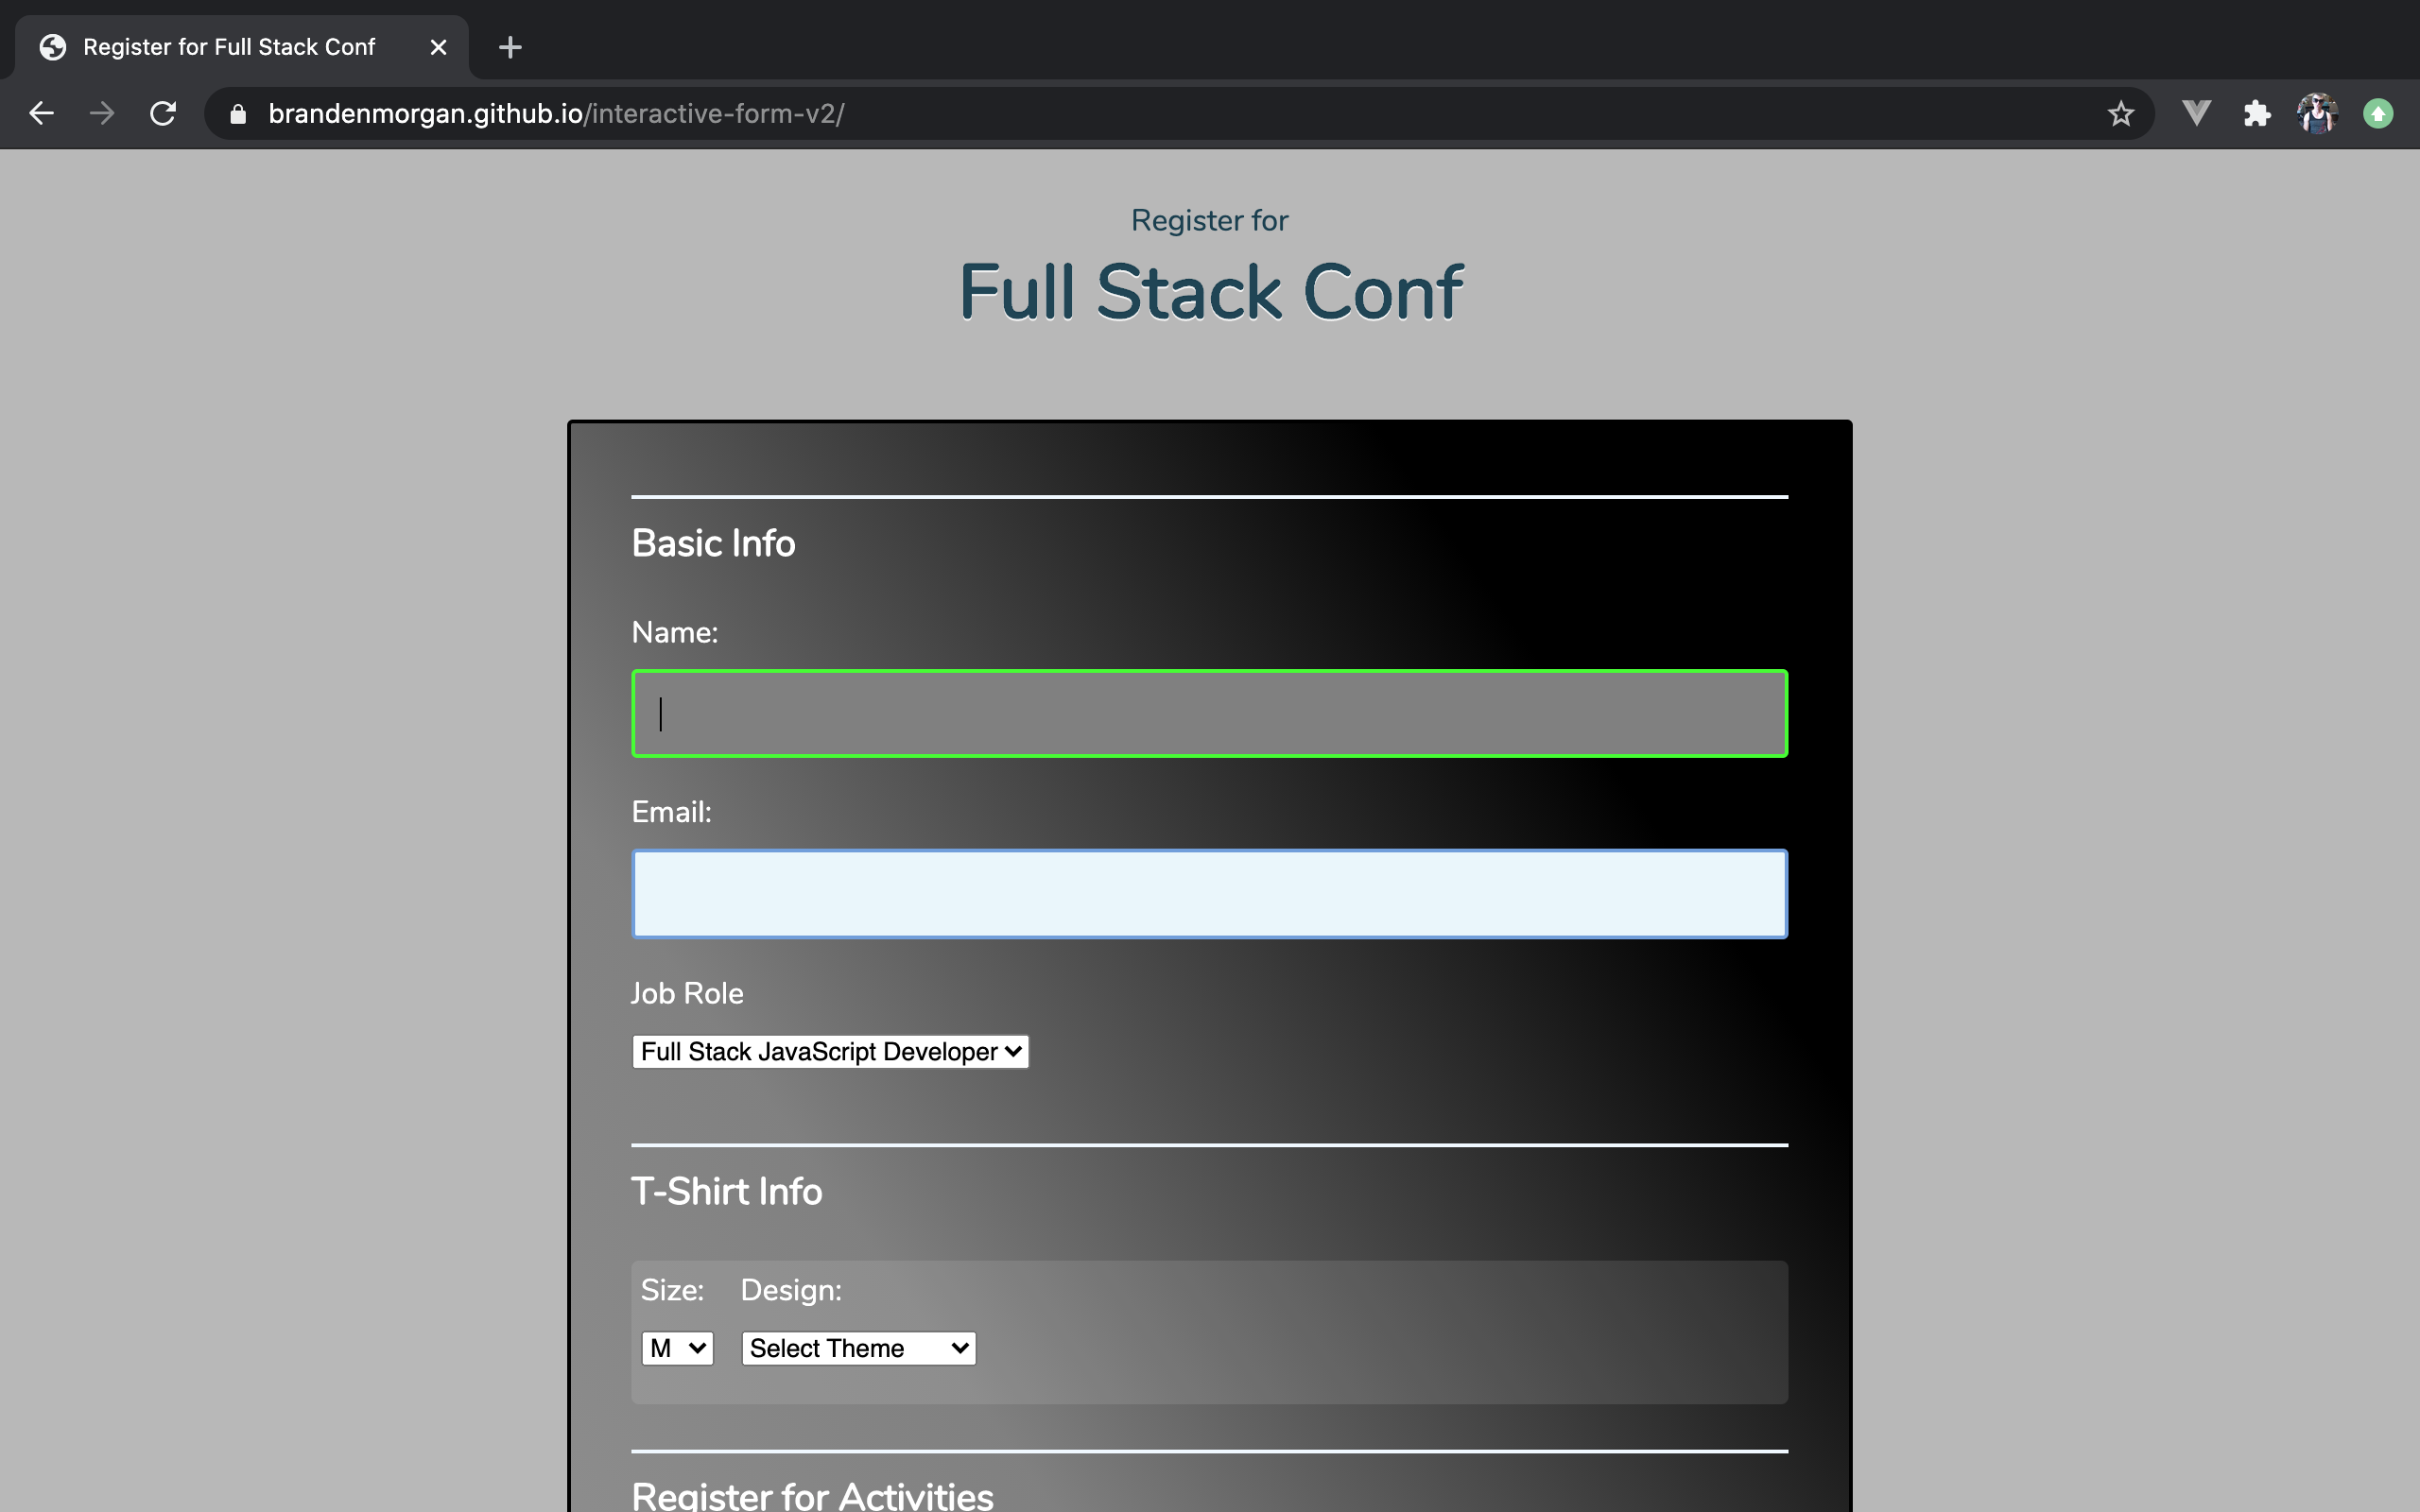 Register for Full Stack Conf
brandenmorgan.github.io/interactive-form-v2/
Register for
Full Stack Conf
Basic Info
Name:
Email:
Job Role
Full Stack JavaScript Developer
T-Shirt Info
Size: Design:
M Select Theme
Register for Activities